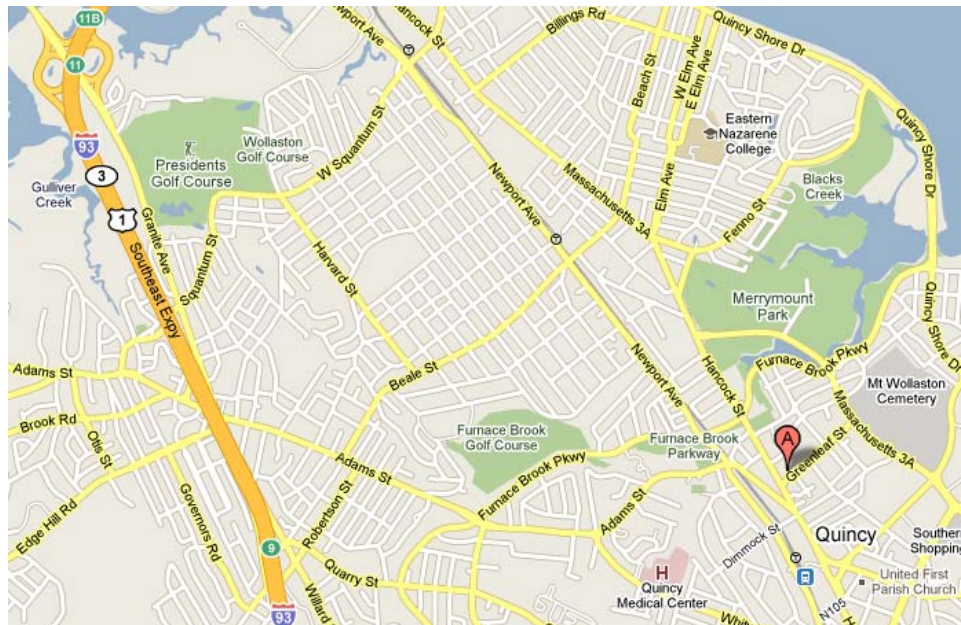 11B
11
Newport Ave
Hancock St
Billings Rd
Quincy Shore Dr
Beach St
W Elm Ave
E Elm Ave
Eastern
Nazarene
College
Wollaston
Golf Course
W Squantum St
Presidents
Golf Course
93
3
1
Gulliver
Creek
Granite Ave
Southeast Expy
Squantum St
Harvard St
Newport Ave
Massachusetts 3A
Elm Ave
Fenno St
Blacks
Creek
Quincy Shore Dr
Merrymount
Park
Quincy Shore Dr
Adams St
Brook Rd
Otis St
Beale St
Newport Ave
Hancock St
Furnace Brook Pkwy
Mt Wollaston
Cemetery
Massachusetts 3A
Furnace Brook
Golf Course
Furnace Brook
Parkway
A
Greenleaf St
Adams St
Furnace Brook Pkwy
Adams St
Edge Hill Rd
Governors Rd
Robertson St
9
Quarry St
Dimmock St
Quincy
Southern
Shopping
H
Quincy
Medical Center
United First
Parish Church
93
Willard
Whit
N105
H